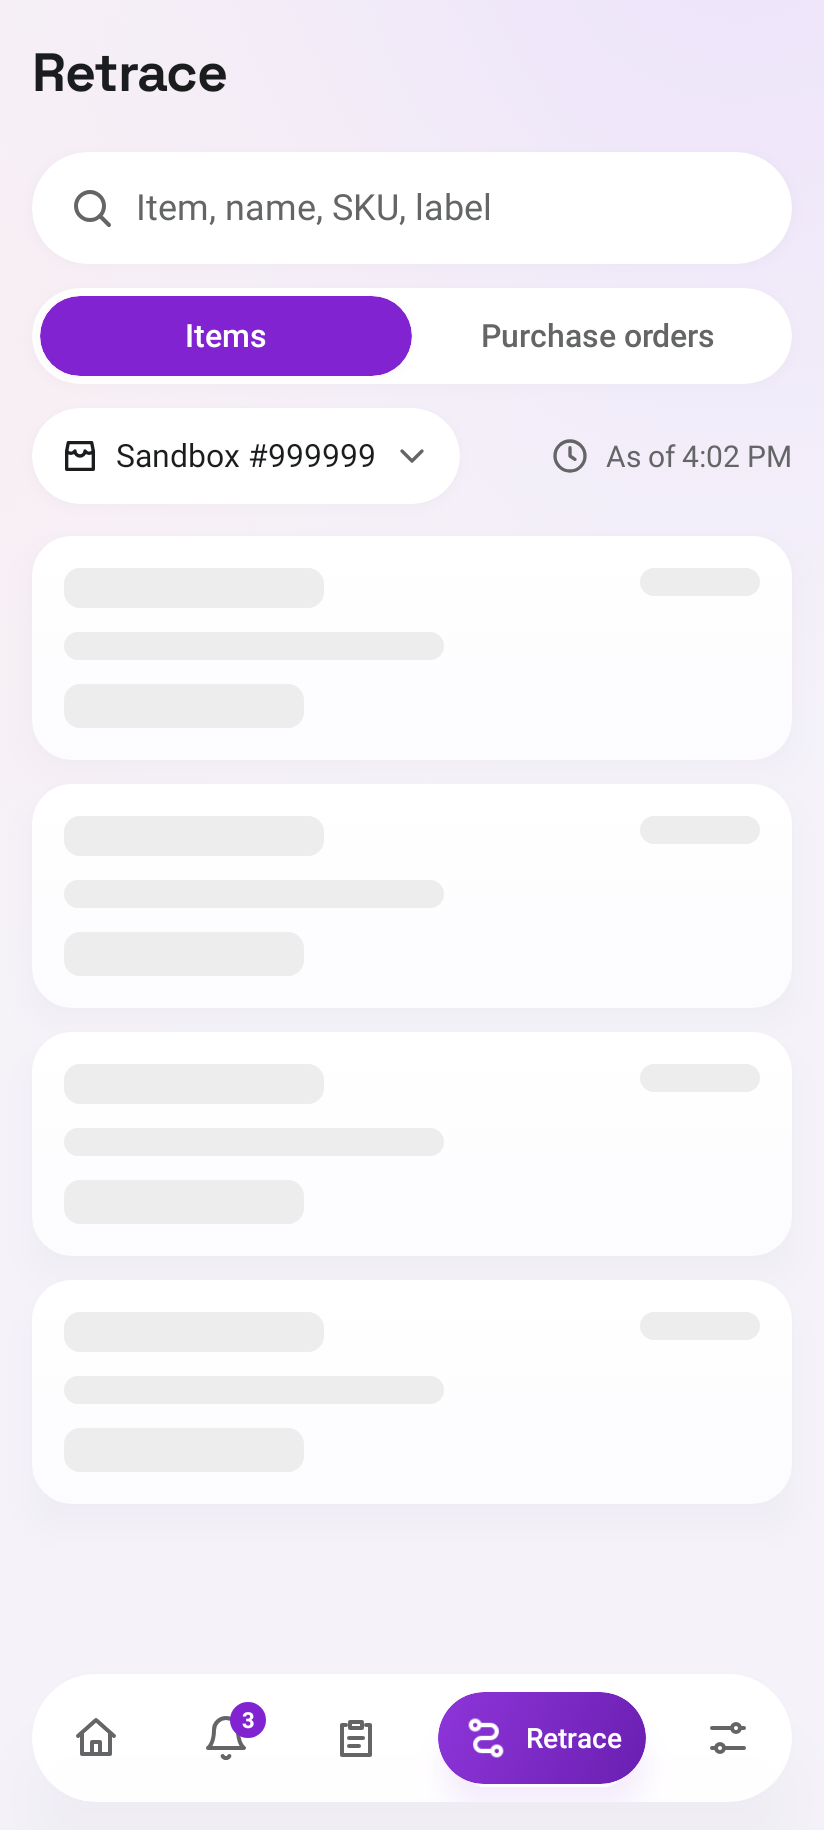 Retrace
Item, name, SKU, label
Items
Purchase orders
Sandbox #999999
As of 4:02 PM
3
Retrace